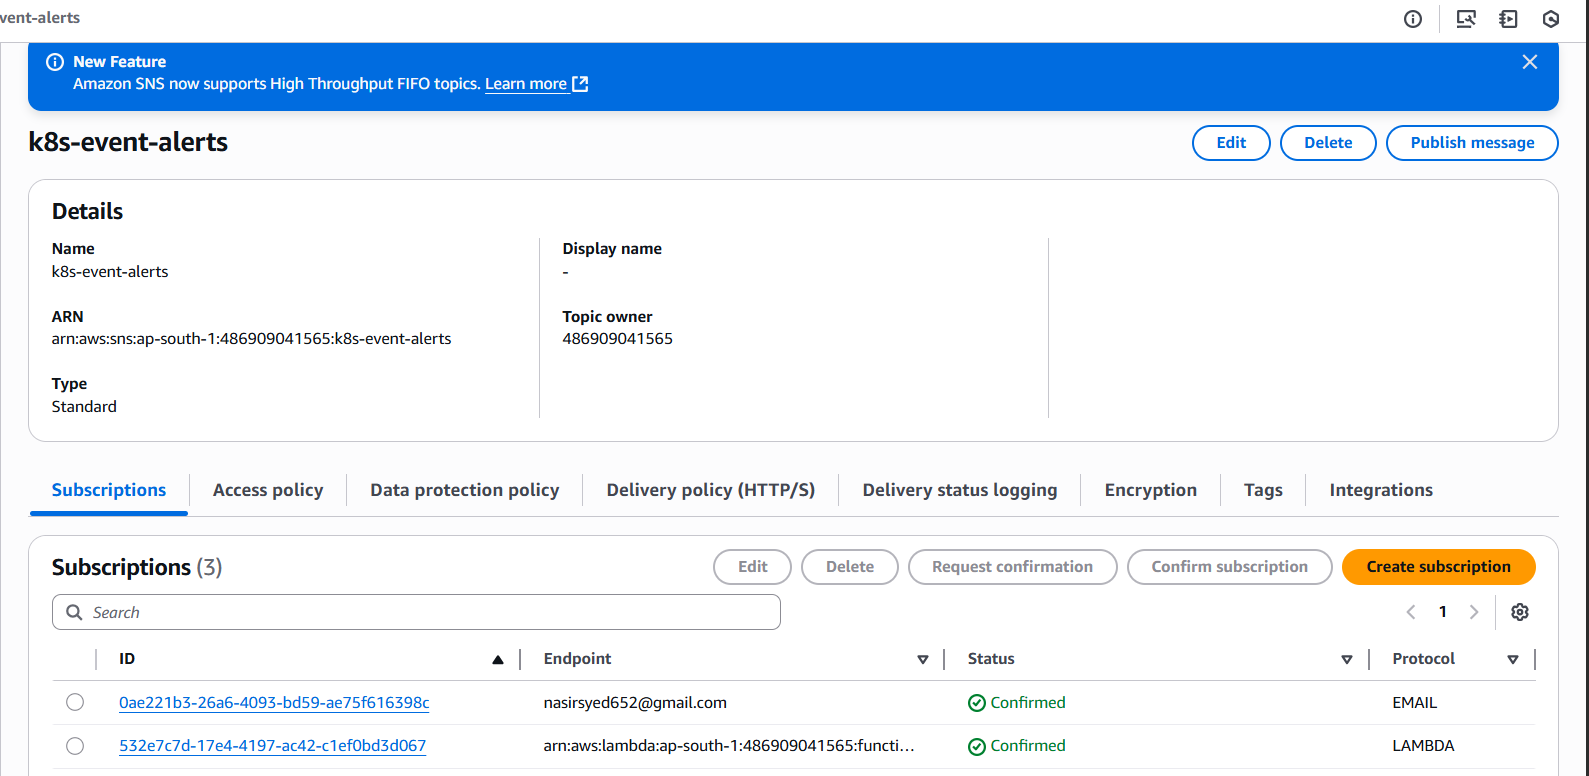 vent-alerts
New Feature
Amazon SNS now supports High Throughput FIFO topics. Learn more
k8s-event-alerts
Edit
Delete
Publish message
Details
Name
k8s-event-alerts
ARN
arn:aws:sns:ap-south-1:486909041565:k8s-event-alerts
Type
Standard
Display name
-
Topic owner
486909041565
Subscriptions
Access policy
Data protection policy
Delivery policy (HTTP/S)
Delivery status logging
Encryption
Tags
Integrations
Subscriptions (3)
Edit
Delete
Request confirmation
Confirm subscription
Create subscription
Search
1
ID
Endpoint
Status
Protocol
0ae221b3-26a6-4093-bd59-ae75f616398c
nasirsyed652@gmail.com
Confirmed
EMAIL
532e7c7d-17e4-4197-ac42-c1ef0bd3d067
arn:aws:lambda:ap-south-1:486909041565:functi...
Confirmed
LAMBDA